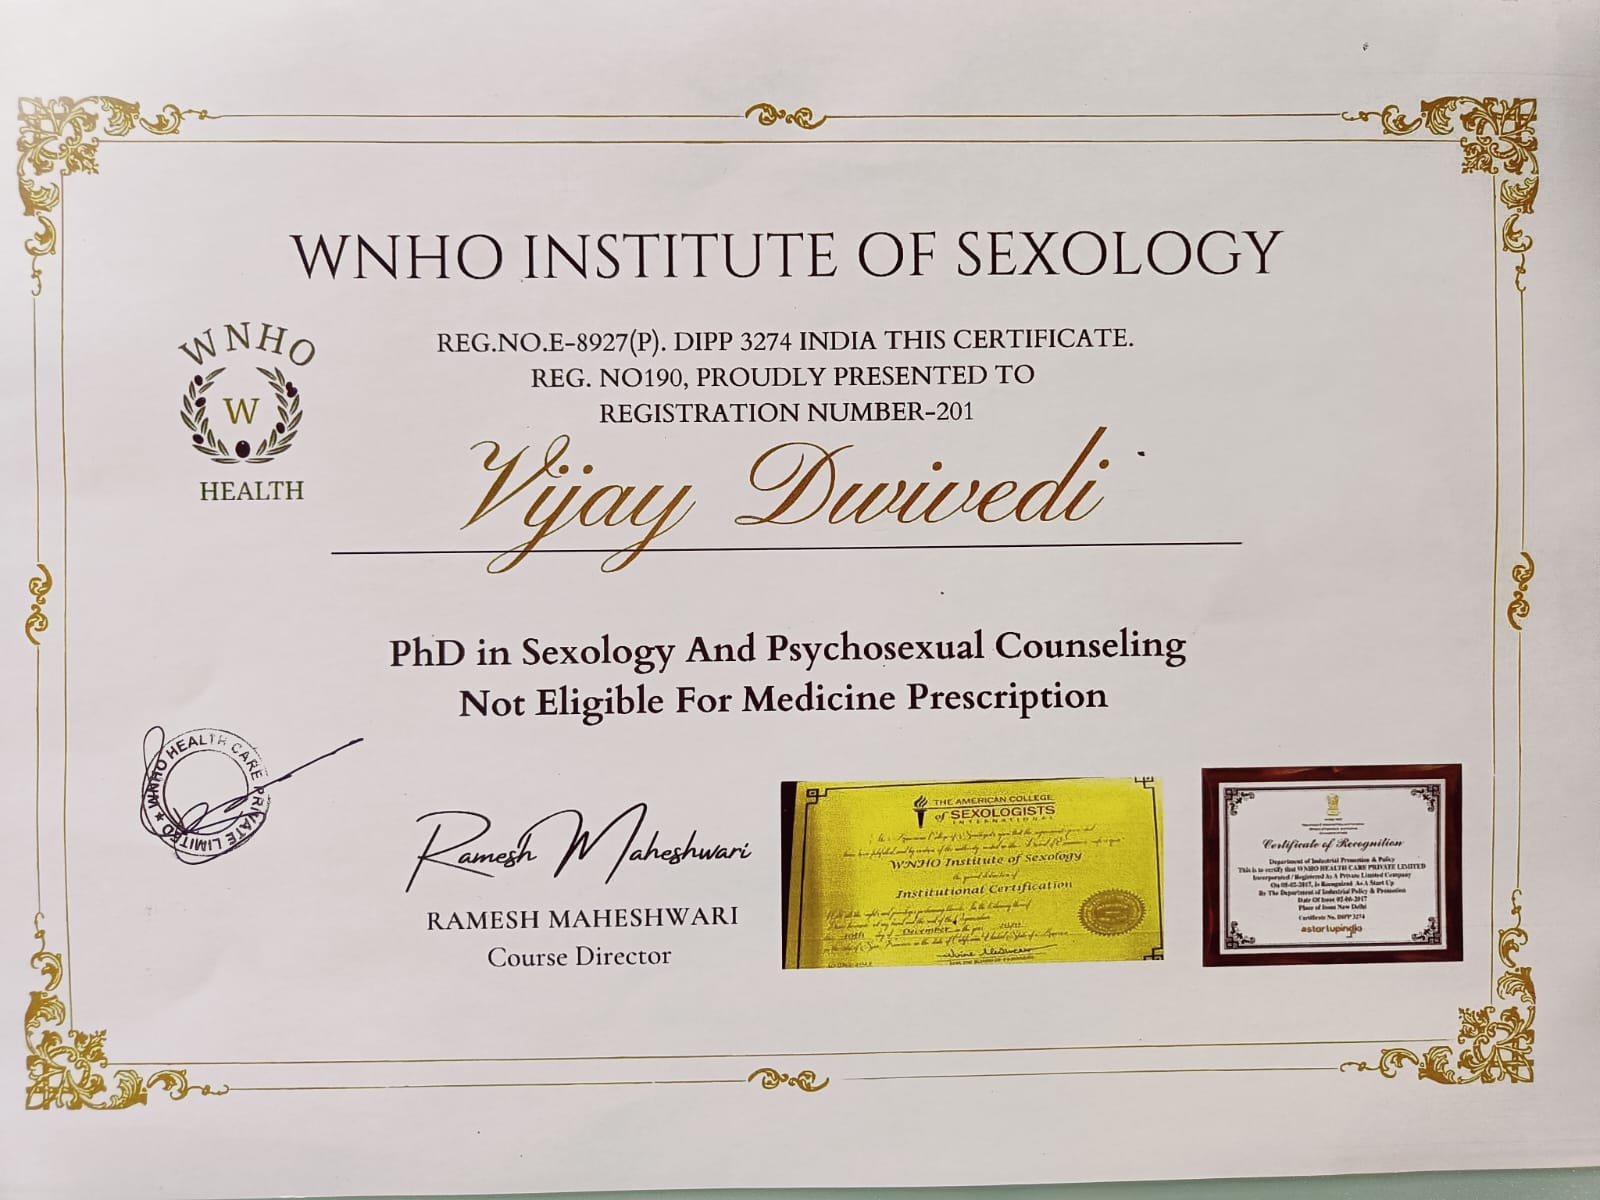 WNHO INSTITUTE OF SEXOLOGY
WNHO
W
HEALTH
REG.NO.E-8927(P). DIPP 3274 INDIA THIS CERTIFICATE.
REG. NO190, PROUDLY PRESENTED TO
REGISTRATION NUMBER-201
Vijay Dwivedi
PhD in Sexology And Psychosexual Counseling
Not Eligible For Medicine Prescription
WNHO HEALTH CARE PRIVATE LIMITED
Ramesh Maheshwari
RAMESH MAHESHWARI
Course Director
THE AMERICAN COLLEGE
of SEXOLOGISTS
INTERNATIONAL
WNHO Institute of Sexology
Institutional Certification
December
Certificate of Recognition
Department of Industrial Promotion & Policy
This is to certify that WNHO HEALTH CARE PRIVATE LIMITED
Incorporated / Registered As A Private Limited Company
On 08-05-2017, is Recognized As A Start Up
By The Department of Industrial Policy & Promotion
Date Of Issue 02-06-2017
Place of Issue New Delhi
Certificate No. DIPP 3274
#startupindia